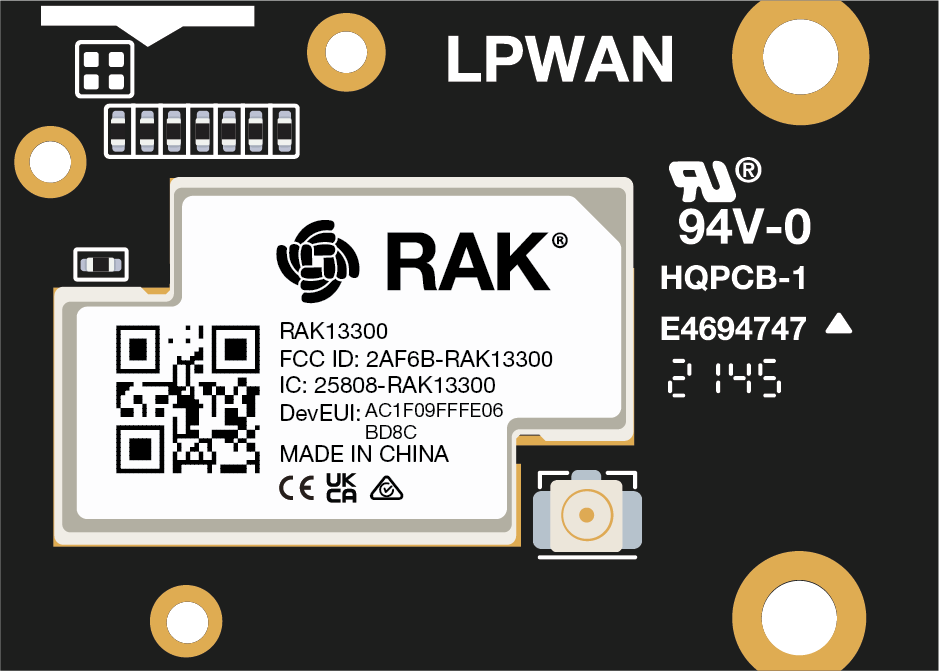 LPWAN
RU®
94V-0
HQPCB-1
E4694747
2145
RAK®
RAK13300
FCC ID: 2AF6B-RAK13300
IC: 25808-RAK13300
DevEUI: AC1F09FFFE06
BD8C
MADE IN CHINA
CE UK
CA